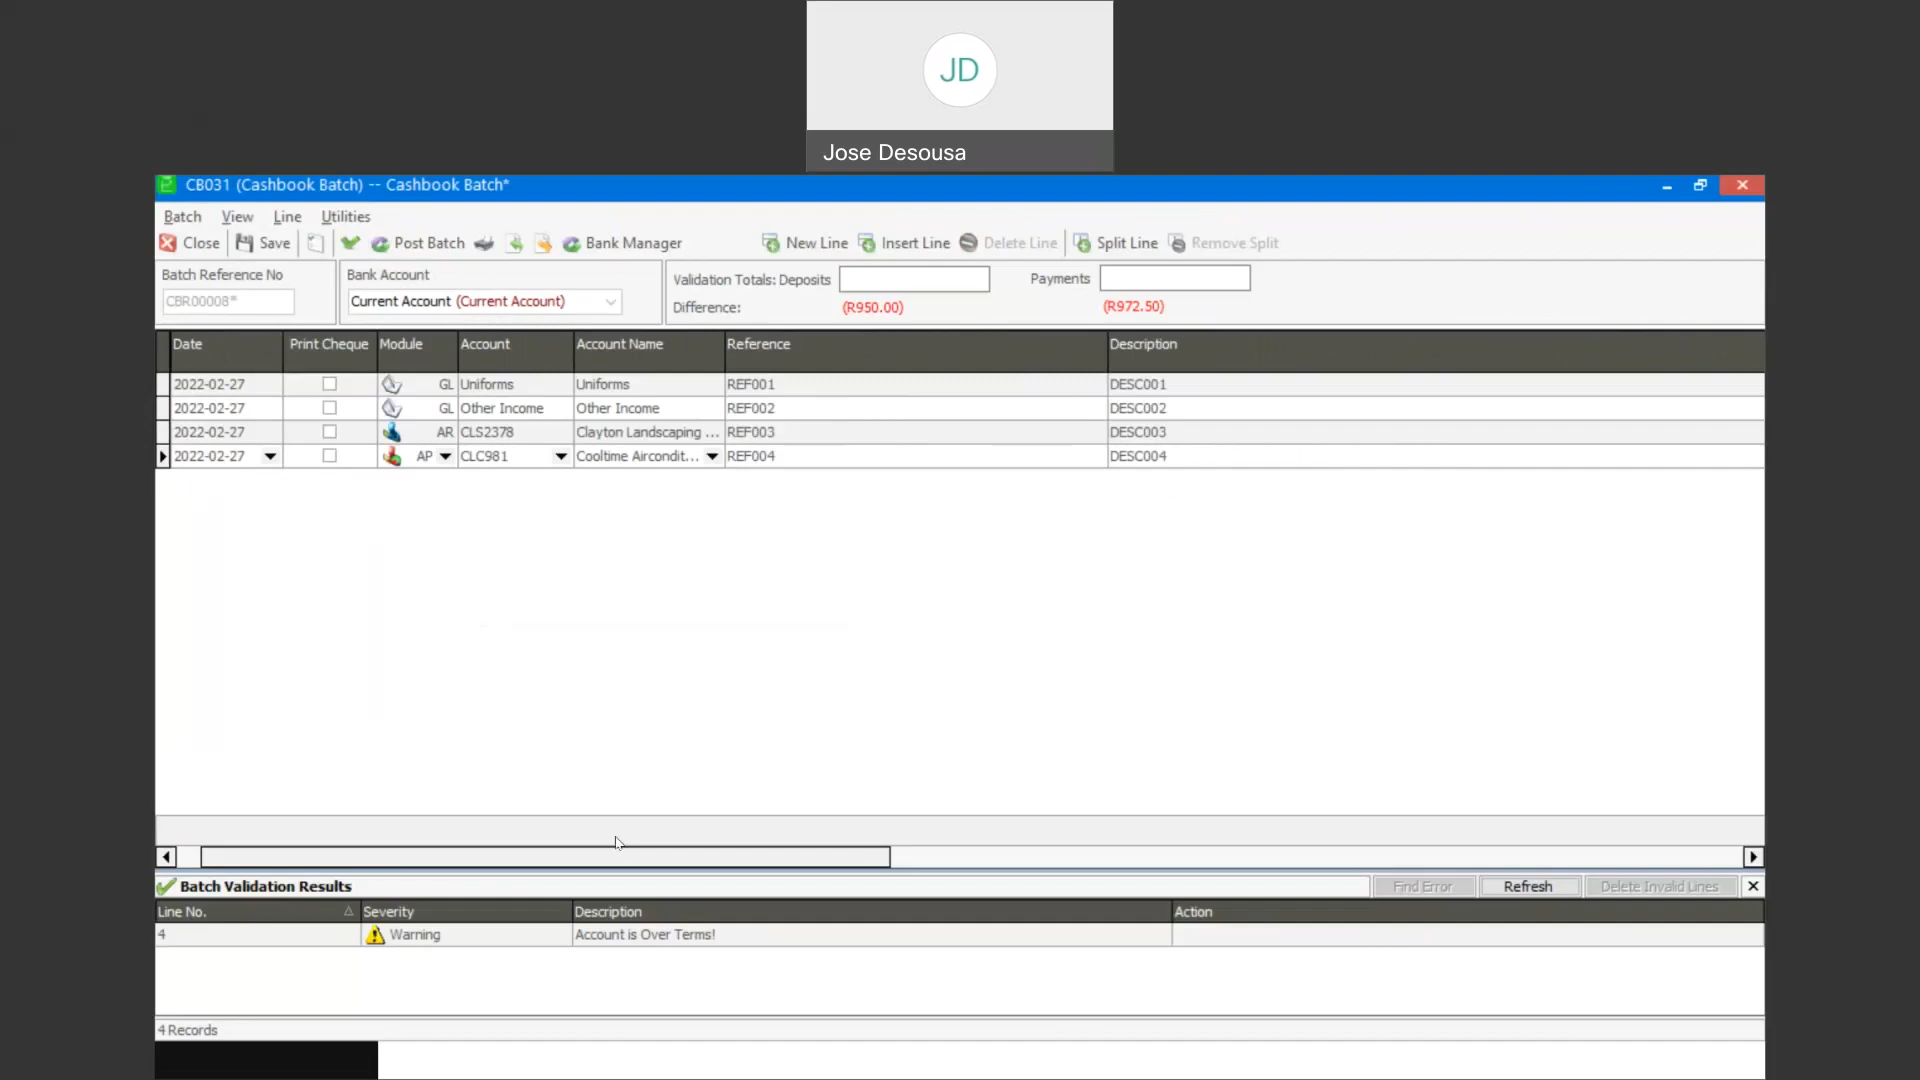 JD
Jose Desousa
CB031 (Cashbook Batch) -- Cashbook Batch*
Batch View Line Utilities
Close Save Post Batch Bank Manager New Line Insert Line Delete Line Split Line Remove Split
Batch Reference No Bank Account Validation Totals: Deposits Payments
CBR00008* Current Account (Current Account) Difference: (R950.00) (R972.50)
Date Print Cheque Module Account Account Name Reference Description
2022-02-27 GL Uniforms Uniforms REF001 DESC001
2022-02-27 GL Other Income Other Income REF002 DESC002
2022-02-27 AR CLS2378 Clayton Landscaping ... REF003 DESC003
2022-02-27 AP CLC981 Cooltime Aircondit... REF004 DESC004
Batch Validation Results Find Error Refresh Delete Invalid Lines
Line No. Severity Description Action
4 Warning Account is Over Terms!
4 Records